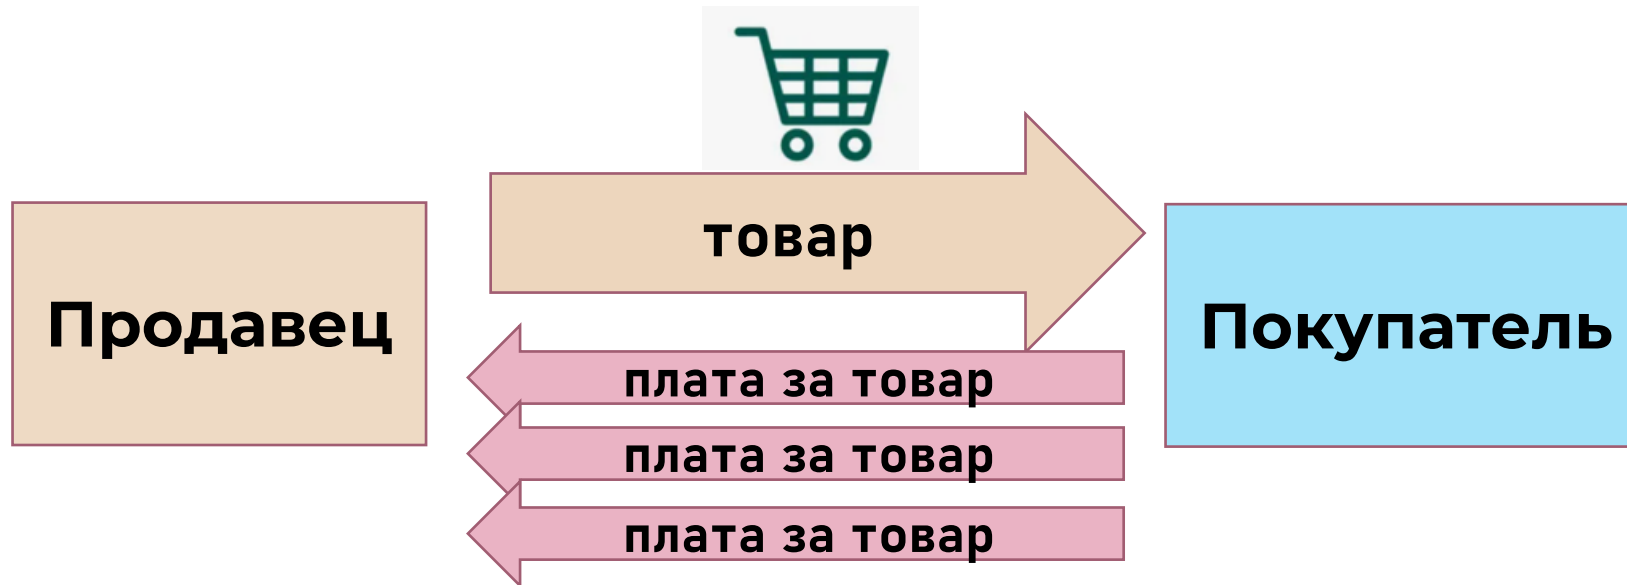 товар
Продавец
Покупатель
плата за товар
плата за товар
плата за товар